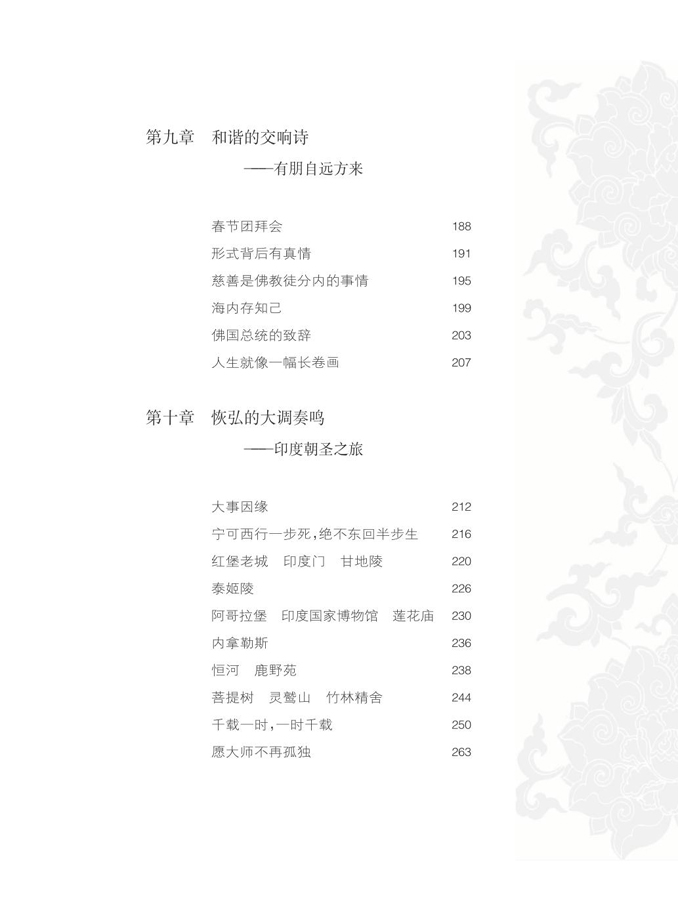 第九章　和谐的交响诗
——有朋自远方来
春节团拜会 188
形式背后有真情 191
慈善是佛教徒分内的事情 195
海内存知己 199
佛国总统的致辞 203
人生就像一幅长卷画 207
第十章　恢弘的大调奏鸣
——印度朝圣之旅
大事因缘 212
宁可西行一步死,绝不东回半步生 216
红堡老城　印度门　甘地陵 220
泰姬陵 226
阿哥拉堡　印度国家博物馆　莲花庙 230
内拿勒斯 236
恒河　鹿野苑 238
菩提树　灵鹫山　竹林精舍 244
千载一时,一时千载 250
愿大师不再孤独 263